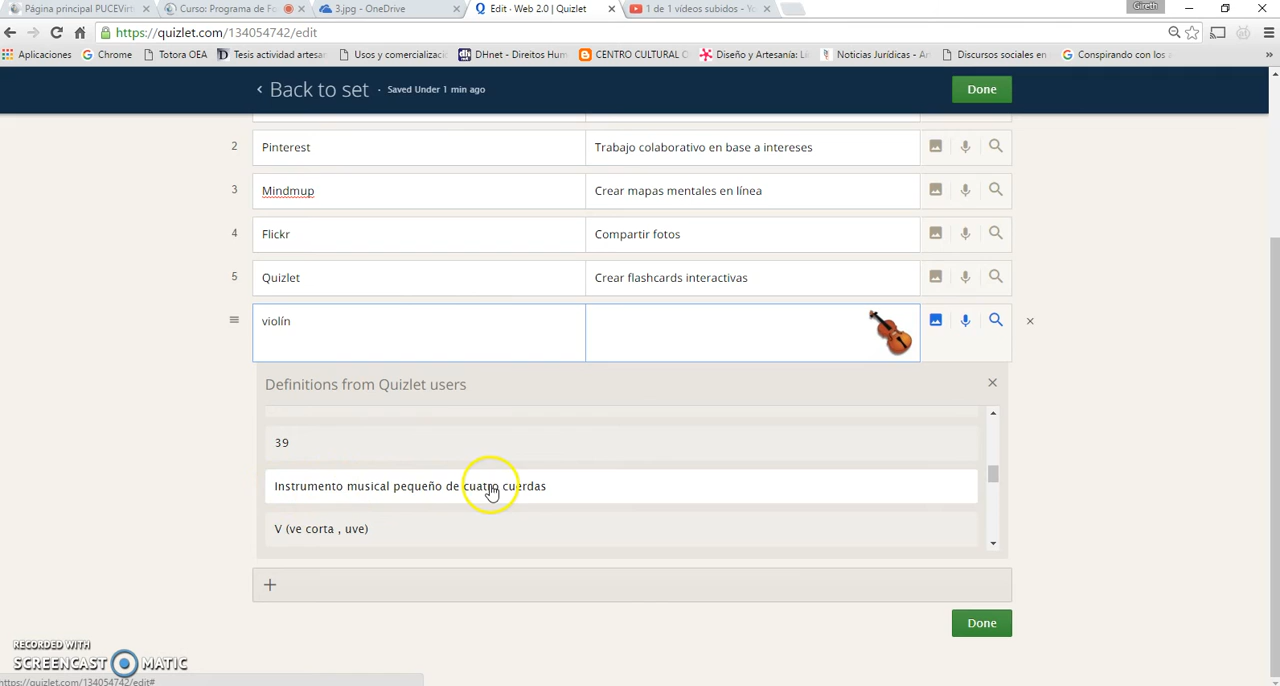 Página principal PUCEVirt
Curso: Programa de Fo
3.jpg - OneDrive
Edit - Web 2.0 | Quizlet
1 de 1 vídeos subidos - Yo
Gireth
https://quizlet.com/134054742/edit
Aplicaciones
Chrome
Totora OEA
Tesis actividad artesan
Usos y comercializaci
DHnet - Direitos Hum
CENTRO CULTURAL C
Diseño y Artesanía: Li
Noticias Jurídicas - Ar
Discursos sociales en
Conspirando con los a
»
‹ Back to set · Saved Under 1 min ago
Done
2 Pinterest Trabajo colaborativo en base a intereses
3 Mindmup Crear mapas mentales en línea
4 Flickr Compartir fotos
5 Quizlet Crear flashcards interactivas
violín
Definitions from Quizlet users
39
Instrumento musical pequeño de cuatro cuerdas
V (ve corta , uve)
+
Done
RECORDED WITH
SCREENCAST MATIC
https://quizlet.com/134054742/edit#